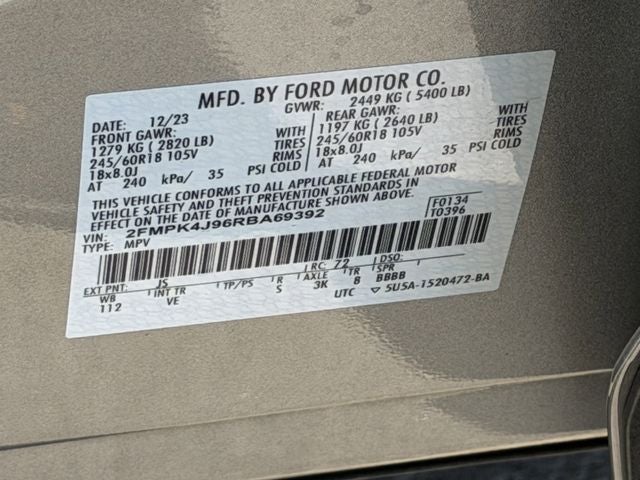 MFD. BY FORD MOTOR CO.
DATE: 12/23 GVWR: 2449 KG ( 5400 LB)
FRONT GAWR: WITH REAR GAWR: WITH
1279 KG ( 2820 LB) TIRES 1197 KG ( 2640 LB) TIRES
245/60R18 105V RIMS 245/60R18 105V RIMS
18x8.0J PSI COLD 18x8.0J PSI COLD
AT 240 kPa/ 35 AT 240 kPa/ 35
THIS VEHICLE CONFORMS TO ALL APPLICABLE FEDERAL MOTOR
VEHICLE SAFETY AND THEFT PREVENTION STANDARDS IN
EFFECT ON THE DATE OF MANUFACTURE SHOWN ABOVE.
VIN: 2FMPK4J96RBA69392 F0134
TYPE: MPV T0396
EXT PNT: JS RC: 72 DSO:
WB INT TR TP/PS R AXLE TR SPR
112 VE S 3K 8 BBBB
UTC 5U5A-1520472-BA